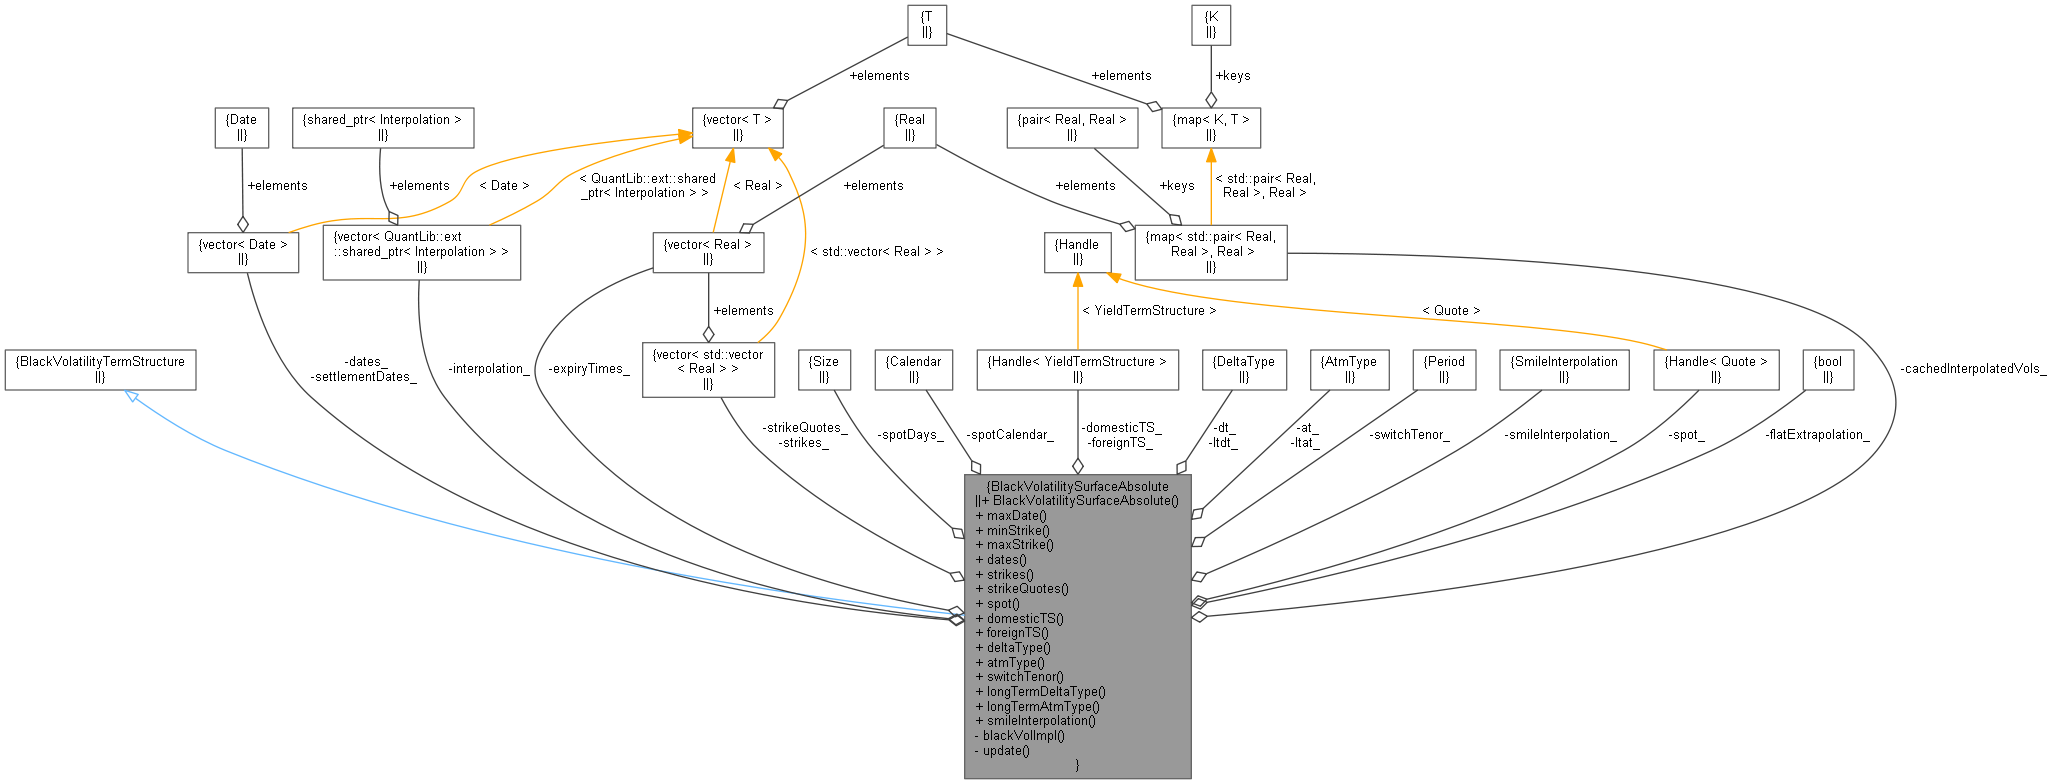 {T
||}
{K
||}
+elements
+elements
+keys
{Date
||}
{shared_ptr< Interpolation >
||}
{vector< T >
||}
{Real
||}
{pair< Real, Real >
||}
{map< K, T >
||}
+elements
+elements
< Date >
< QuantLib::ext::shared
_ptr< Interpolation > >
< Real >
+elements
+elements
+keys
< std::pair< Real,
Real >, Real >
{vector< Date >
||}
{vector< QuantLib::ext
::shared_ptr< Interpolation > >
||}
{vector< Real >
||}
< std::vector< Real > >
{Handle
||}
{map< std::pair< Real,
Real >, Real >
||}
+elements
< YieldTermStructure >
< Quote >
{BlackVolatilityTermStructure
||}
-dates_
-settlementDates_
-interpolation_
-expiryTimes_
{vector< std::vector
< Real > >
||}
{Size
||}
{Calendar
||}
{Handle< YieldTermStructure >
||}
{DeltaType
||}
{AtmType
||}
{Period
||}
{SmileInterpolation
||}
{Handle< Quote >
||}
{bool
||}
-cachedInterpolatedVols_
-strikeQuotes_
-strikes_
-spotDays_
-spotCalendar_
-domesticTS_
-foreignTS_
-dt_
-ltdt_
-at_
-ltat_
-switchTenor_
-smileInterpolation_
-spot_
-flatExtrapolation_
{BlackVolatilitySurfaceAbsolute
||+ BlackVolatilitySurfaceAbsolute()
+ maxDate()
+ minStrike()
+ maxStrike()
+ dates()
+ strikes()
+ strikeQuotes()
+ spot()
+ domesticTS()
+ foreignTS()
+ deltaType()
+ atmType()
+ switchTenor()
+ longTermDeltaType()
+ longTermAtmType()
+ smileInterpolation()
- blackVolImpl()
- update()
}